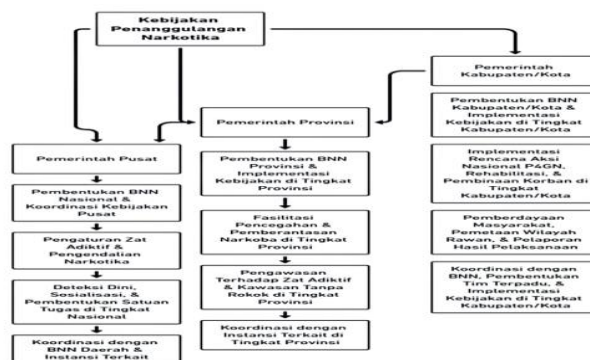 Kebijakan
Penanggulangan
Narkotika
Pemerintah
Kabupaten/Kota
Pembentukan BNN
Kabupaten/Kota &
Implementasi
Kebijakan di Tingkat
Kabupaten/Kota
Implementasi
Rencana Aksi
Nasional P4GN,
Rehabilitasi, &
Pembinaan Korban di
Tingkat
Kabupaten/Kota
Pemberdayaan
Masyarakat,
Pemetaan Wilayah
Rawan, & Pelaporan
Hasil Pelaksanaan
Koordinasi dengan
BNN, Pembentukan
Tim Terpadu, &
Implementasi
Kebijakan di Tingkat
Kabupaten/Kota
Pemerintah Provinsi
Pembentukan BNN
Provinsi &
Implementasi
Kebijakan di Tingkat
Provinsi
Fasilitasi
Pencegahan &
Pemberantasan
Narkoba di Tingkat
Provinsi
Pengawasan
Terhadap Zat Adiktif
& Kawasan Tanpa
Rokok di Tingkat
Provinsi
Koordinasi dengan
Instansi Terkait di
Tingkat Provinsi
Pemerintah Pusat
Pembentukan BNN
Nasional &
Koordinasi Kebijakan
Pusat
Pengaturan Zat
Adiktif &
Pengendalian
Narkotika
Deteksi Dini,
Sosialisasi, &
Pembentukan Satuan
Tugas di Tingkat
Nasional
Koordinasi dengan
BNN Daerah &
Instansi Terkait